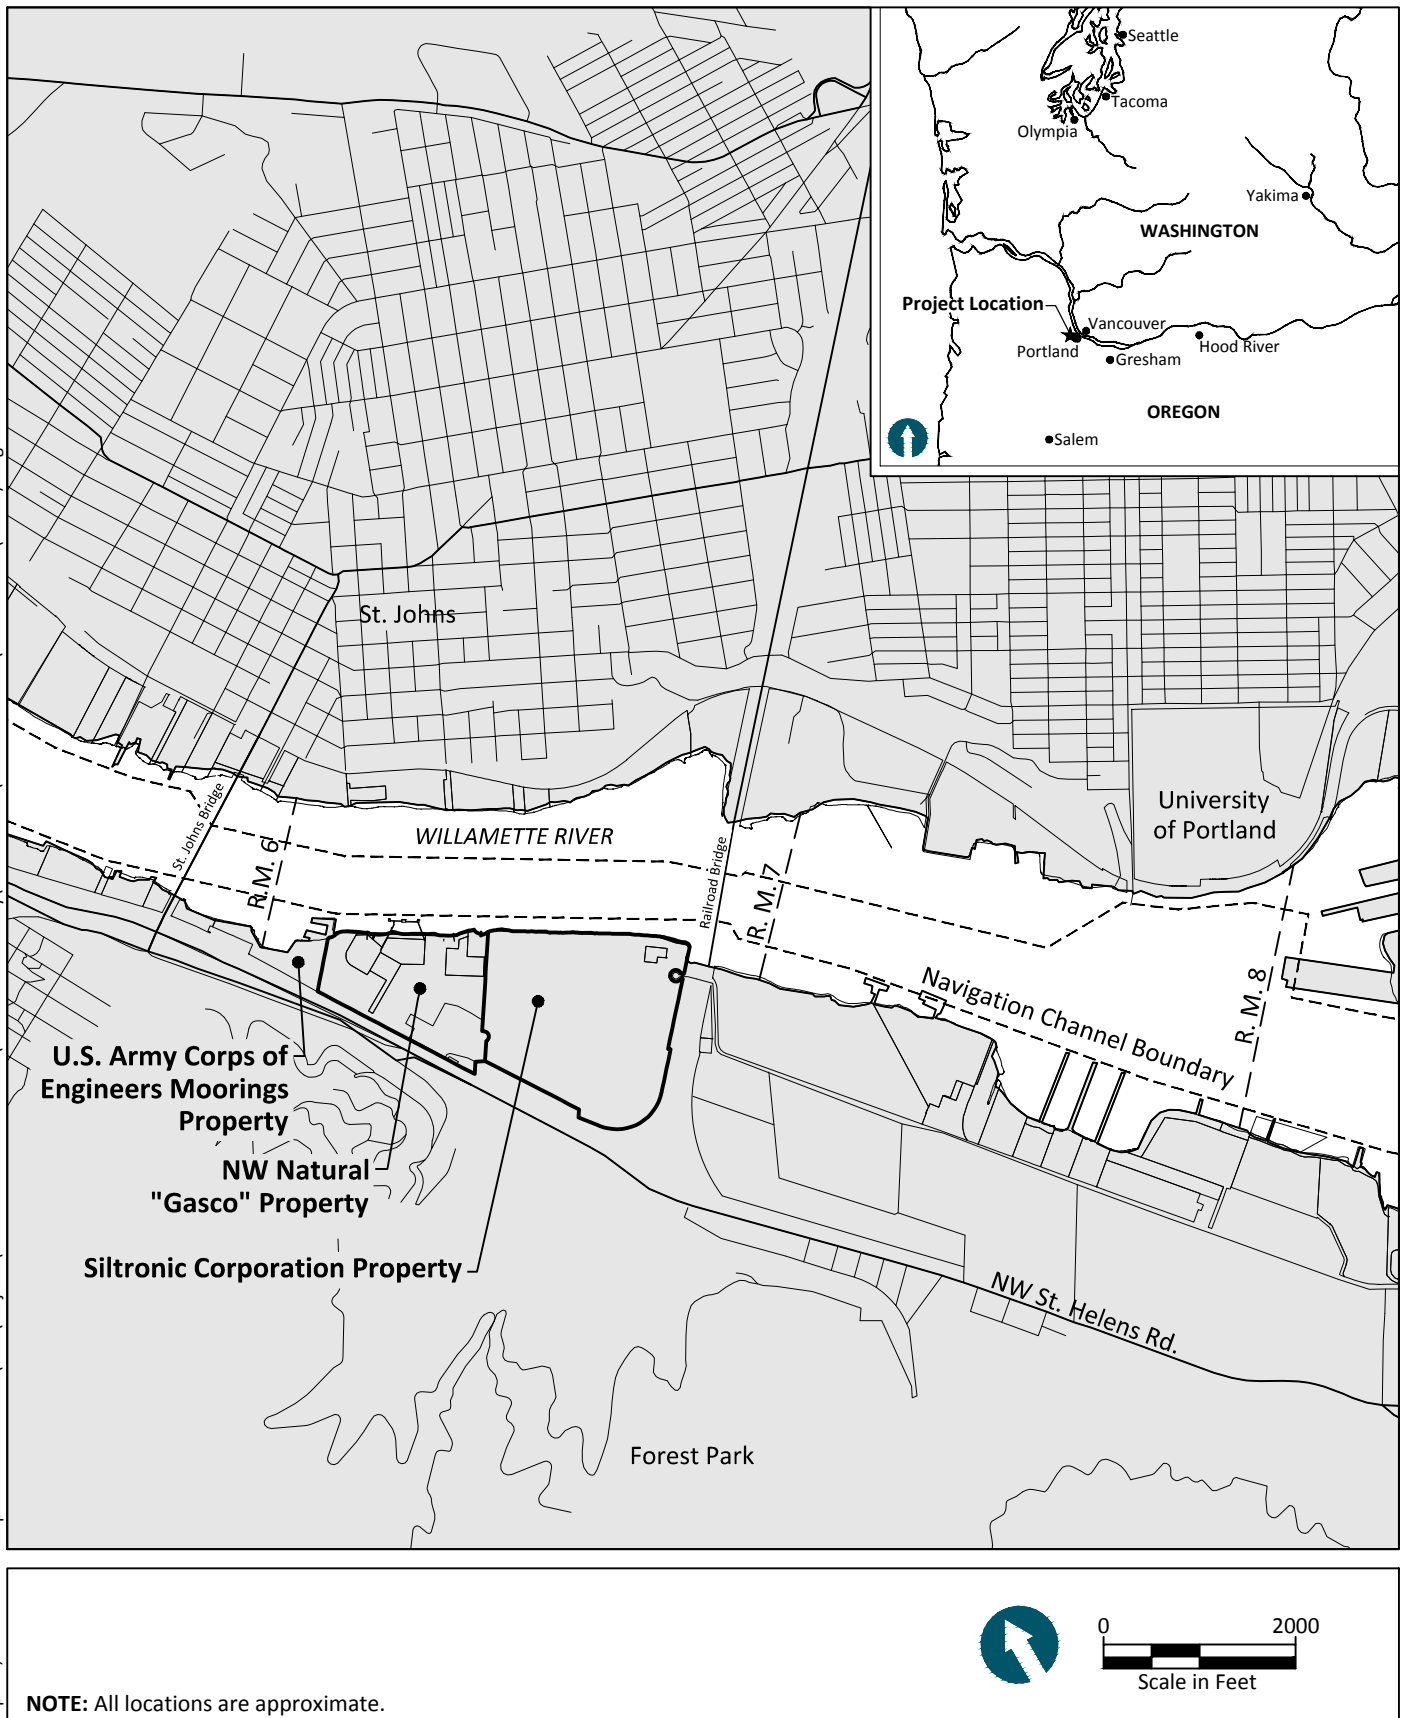 Seattle
Tacoma
Olympia
Yakima
WASHINGTON
Project Location
Vancouver
Portland
Hood River
Gresham
OREGON
Salem
St. Johns
University
of Portland
St. Johns Bridge
WILLAMETTE RIVER
R.M. 6
Railroad Bridge
R. M. 7
R. M. 8
Navigation Channel Boundary
U.S. Army Corps of
Engineers Moorings
Property
NW Natural
"Gasco" Property
Siltronic Corporation Property
NW St. Helens Rd.
Forest Park
0 2000
Scale in Feet
NOTE: All locations are approximate.